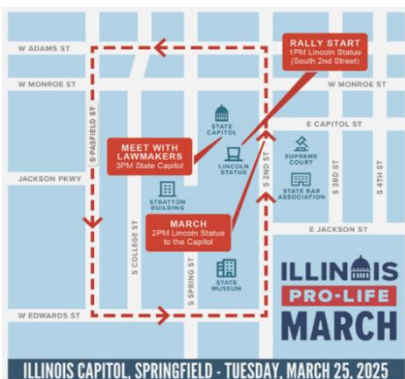 W ADAMS ST
RALLY START
1PM Lincoln Statue
(South 2nd Street)
W MONROE ST
W MONROE ST
S PASFIELD ST
STATE
CAPITOL
E CAPITOL ST
MEET WITH
LAWMAKERS
3PM State Capitol
LINCOLN
STATUE
SUPREME
COURT
JACKSON PKWY
STRATTON
BUILDING
S 2ND ST
STATE BAR
ASSOCIATION
S 3RD ST
S 4TH ST
MARCH
2PM Lincoln Statue
to the Capitol
E JACKSON ST
S COLLEGE ST
S SPRING ST
STATE
MUSEUM
ILLINOIS
PRO-LIFE
MARCH
W EDWARDS ST
ILLINOIS CAPITOL, SPRINGFIELD - TUESDAY, MARCH 25, 2025